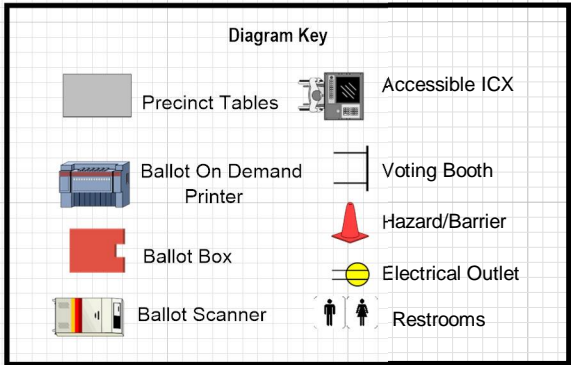 Diagram Key
Precinct Tables
Ballot On Demand
Printer
Ballot Box
Ballot Scanner
Accessible ICX
Voting Booth
Hazard/Barrier
Electrical Outlet
Restrooms